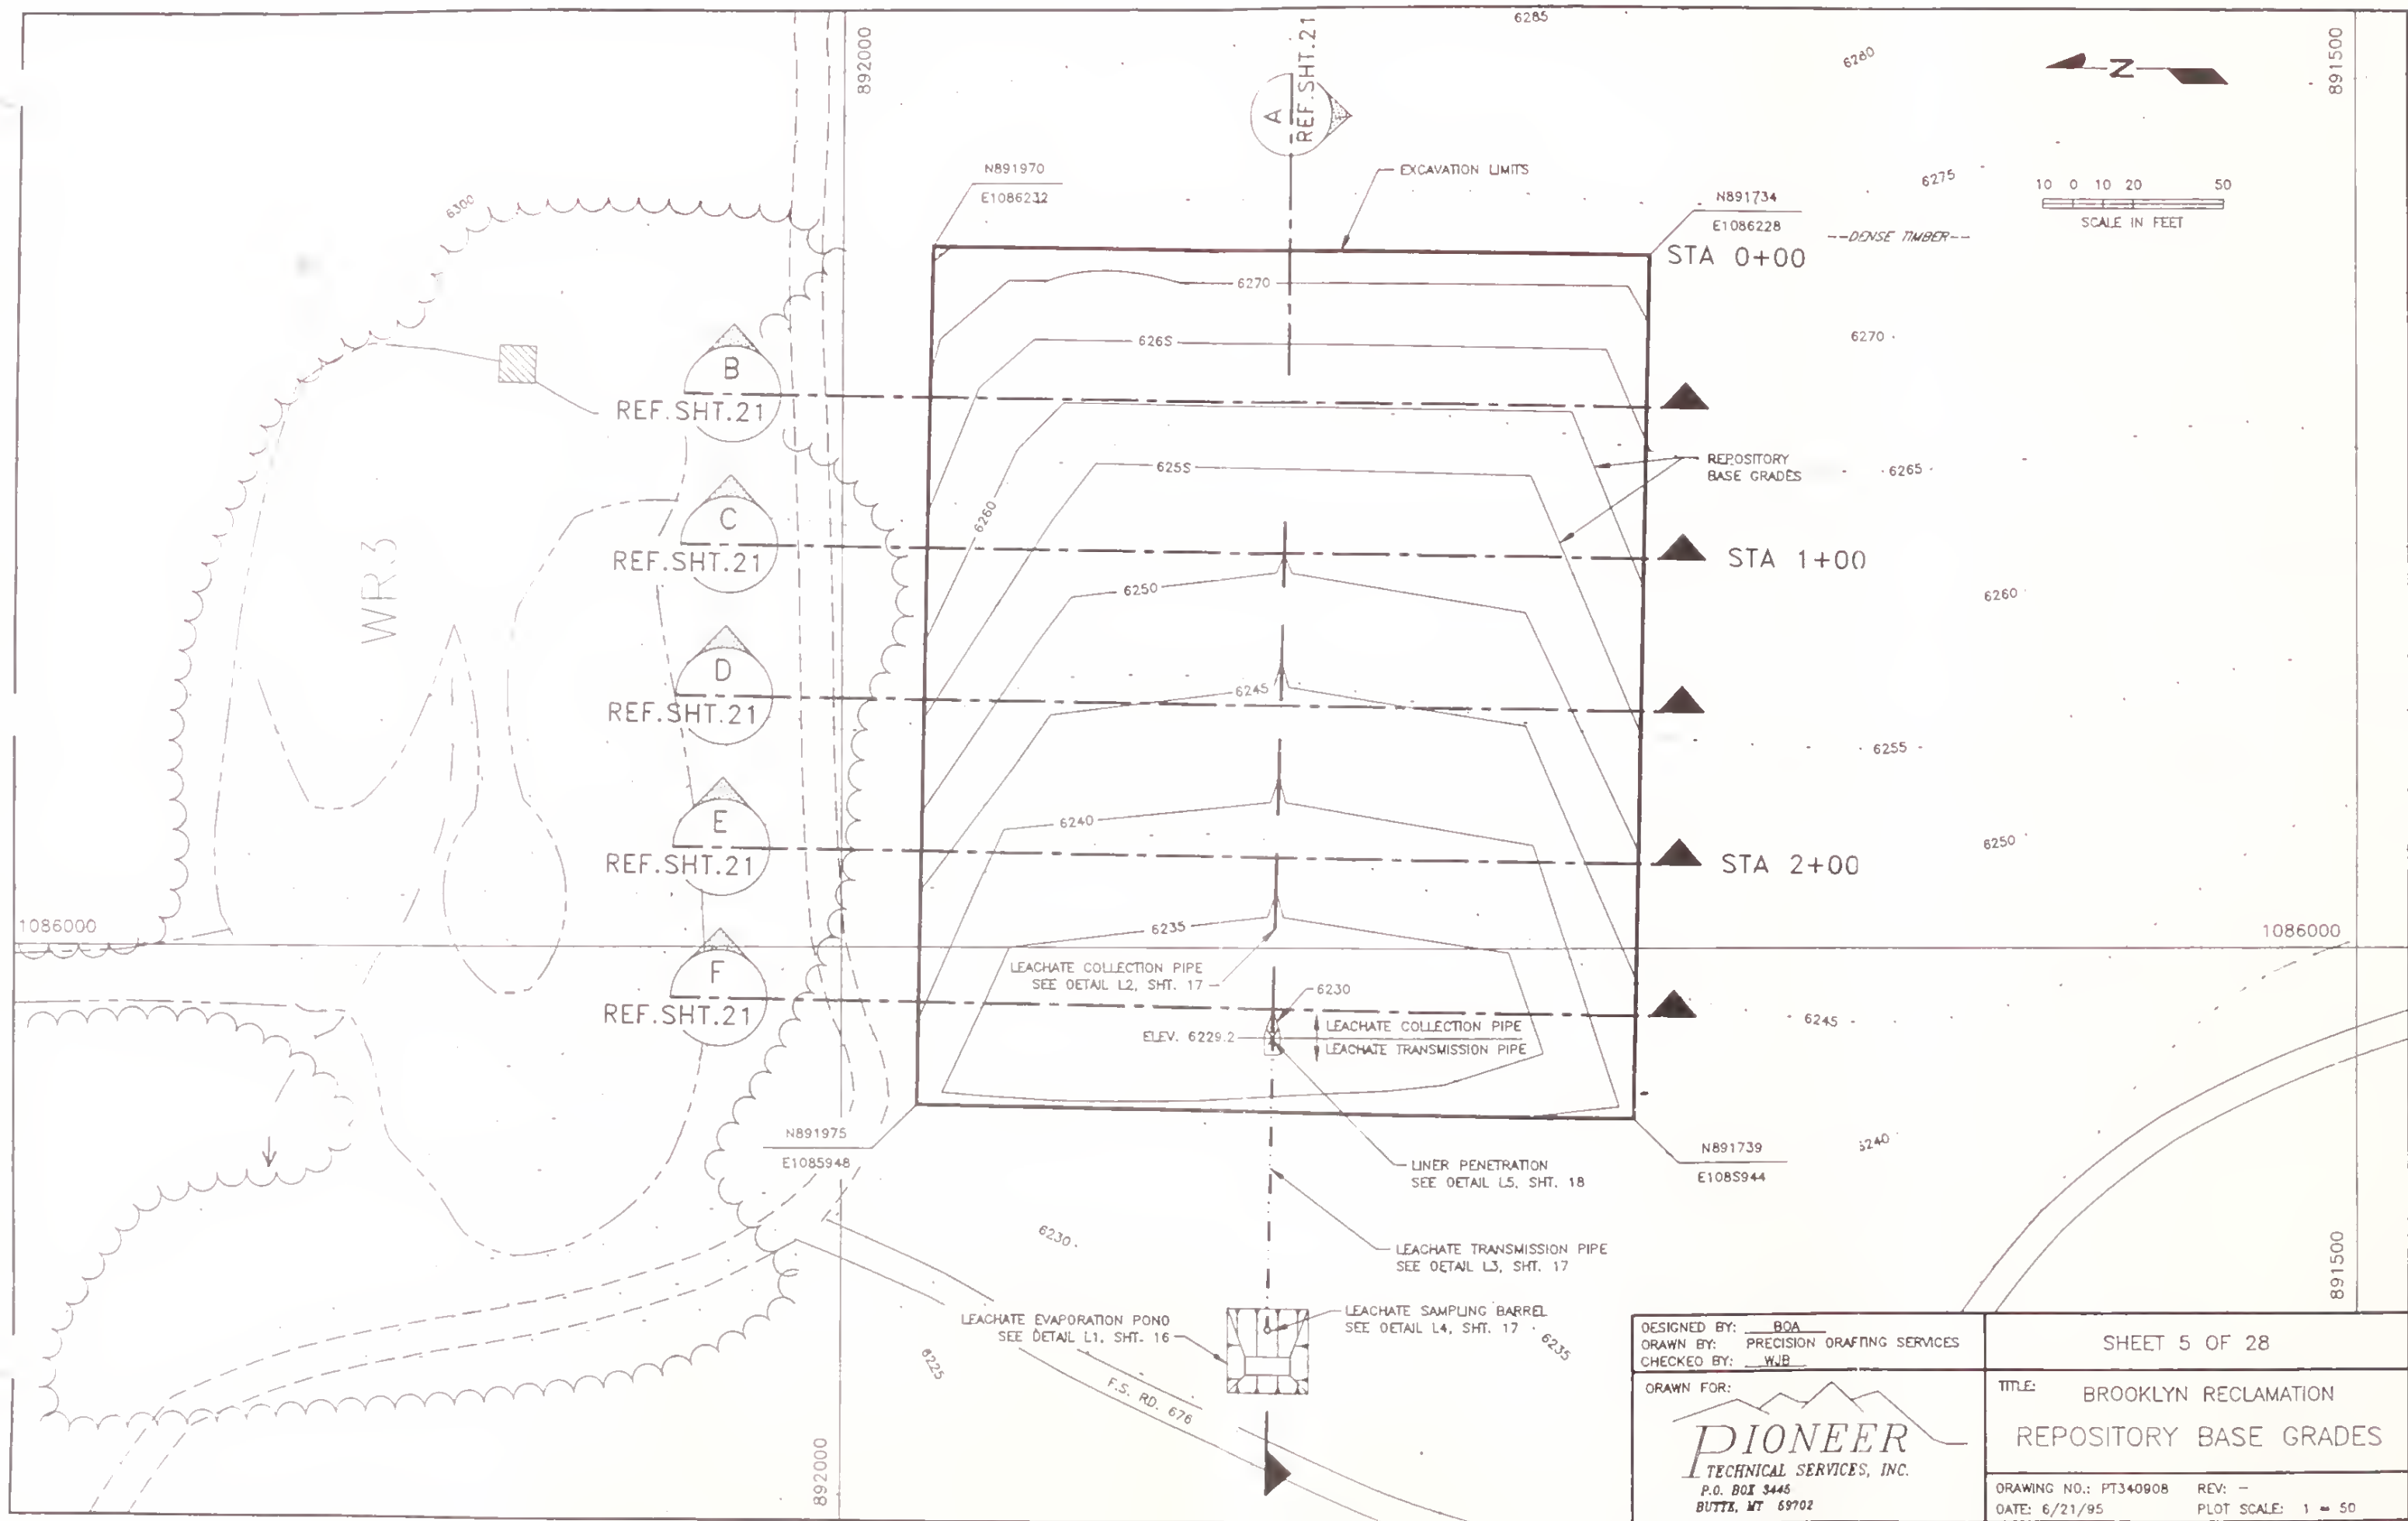 6285
892000
A
REF.SHT.21
6280
N
891500
N891970
E1086232
EXCAVATION LIMITS
N891734
E1086228
6275
10 0 10 20 50
SCALE IN FEET
6300
--DENSE TIMBER--
STA 0+00
6270
6270
626S
B
REF.SHT.21
625S
REPOSITORY
BASE GRADES
6265
6260
C
REF.SHT.21
STA 1+00
WR3
6250
6260
D
REF.SHT.21
6245
6255
E
REF.SHT.21
6240
STA 2+00
6250
1086000
6235
1086000
LEACHATE COLLECTION PIPE
SEE DETAIL L2, SHT. 17
F
REF.SHT.21
6230
ELEV. 6229.2
LEACHATE COLLECTION PIPE
LEACHATE TRANSMISSION PIPE
6245
N891975
E1085948
N891739
E108S944
6240
LINER PENETRATION
SEE DETAIL L5, SHT. 18
6230
LEACHATE TRANSMISSION PIPE
SEE DETAIL L3, SHT. 17
891500
LEACHATE EVAPORATION POND
SEE DETAIL L1, SHT. 16
LEACHATE SAMPLING BARREL
SEE DETAIL L4, SHT. 17
6235
6225
F.S. RD. 676
892000
DESIGNED BY: BOA
DRAWN BY: PRECISION DRAFTING SERVICES
CHECKED BY: WJB
SHEET 5 OF 28
DRAWN FOR:
PIONEER
TECHNICAL SERVICES, INC.
P.O. BOX 3445
BUTTE, MT 59702
TITLE:
BROOKLYN RECLAMATION
REPOSITORY BASE GRADES
DRAWING NO.: PT340908 REV: -
DATE: 6/21/95 PLOT SCALE: 1 = 50